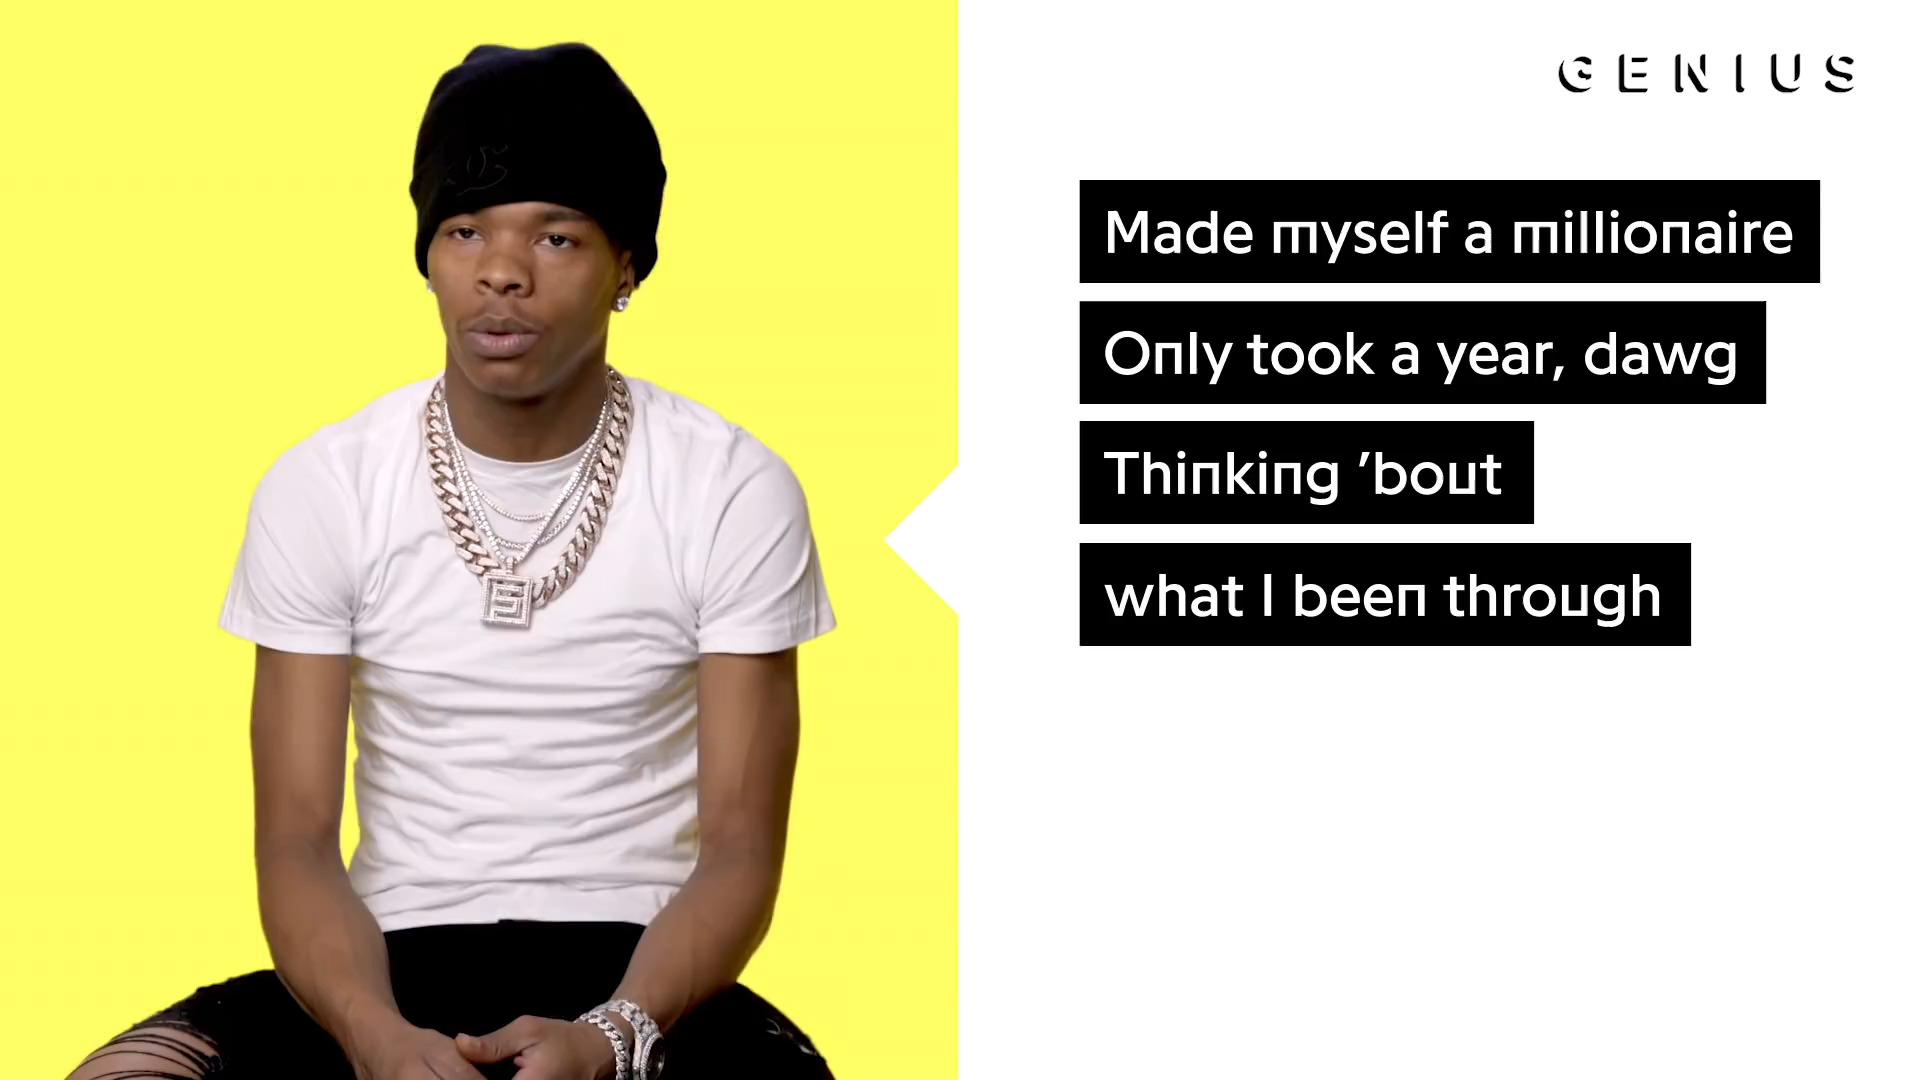 GENIUS
Made myself a millionaire
Only took a year, dawg
Thinking ’bout
what I been through